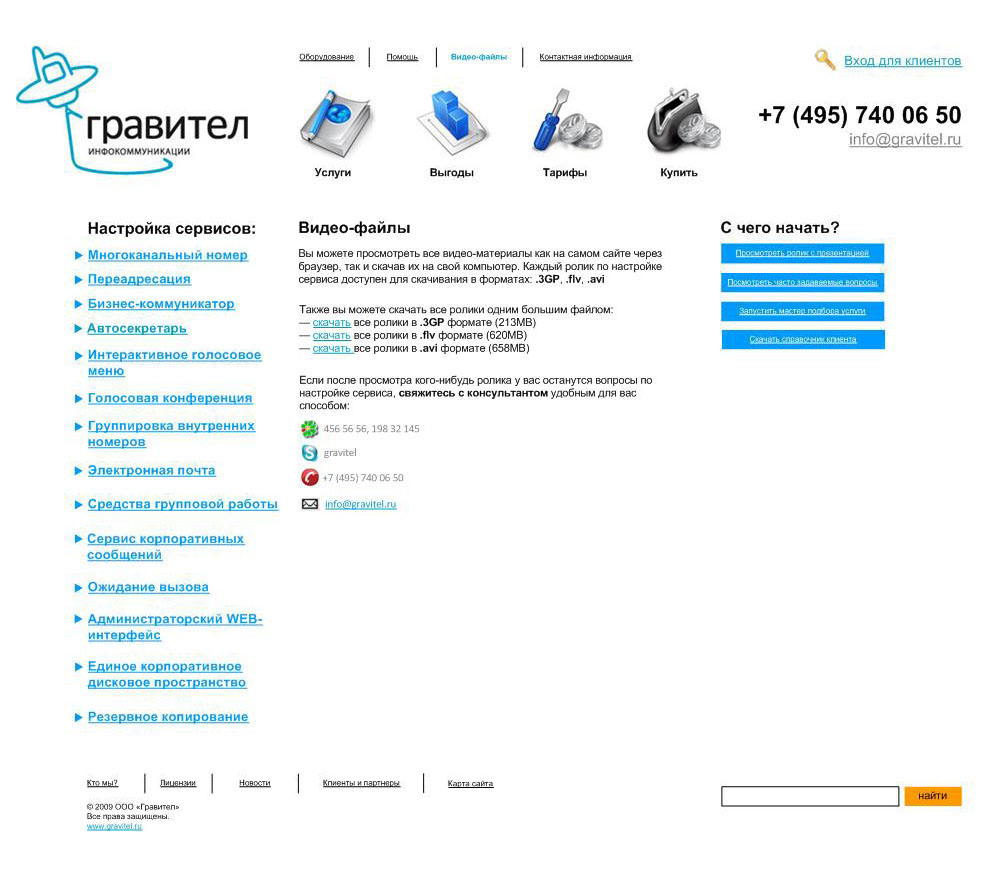 Оборудование
Помощь
Видео-файлы
Контактная информация
Вход для клиентов
гравител
ИНФОКОММУНИКАЦИИ
+7 (495) 740 06 50
info@gravitel.ru
Услуги
Выгоды
Тарифы
Купить
Настройка сервисов:
Многоканальный номер
Переадресация
Бизнес-коммуникатор
Автосекретарь
Интерактивное голосовое
меню
Голосовая конференция
Группировка внутренних
номеров
Электронная почта
Средства групповой работы
Сервис корпоративных
сообщений
Ожидание вызова
Администраторский WEB-
интерфейс
Единое корпоративное
дисковое пространство
Резервное копирование
Видео-файлы
Вы можете просмотреть все видео-материалы как на самом сайте через
браузер, так и скачав их на свой компьютер. Каждый ролик по настройке
сервиса доступен для скачивания в форматах: .3GP, .flv, .avi
Также вы можете скачать все ролики одним большим файлом:
— скачать все ролики в .3GP формате (213MB)
— скачать все ролики в .flv формате (620MB)
— скачать все ролики в .avi формате (658MB)
Если после просмотра кого-нибудь ролика у вас останутся вопросы по
настройке сервиса, свяжитесь с консультантом удобным для вас
способом:
456 56 56, 198 32 145
gravitel
+7 (495) 740 06 50
info@gravitel.ru
С чего начать?
Просмотреть ролик с презентацией
Посмотреть часто задаваемые вопросы
Запустить мастер подбора услуги
Скачать справочник клиента
Кто мы?
Лицензии
Новости
Клиенты и партнеры
Карта сайта
© 2009 ООО «Гравител»
Все права защищены.
www.gravitel.ru
найти